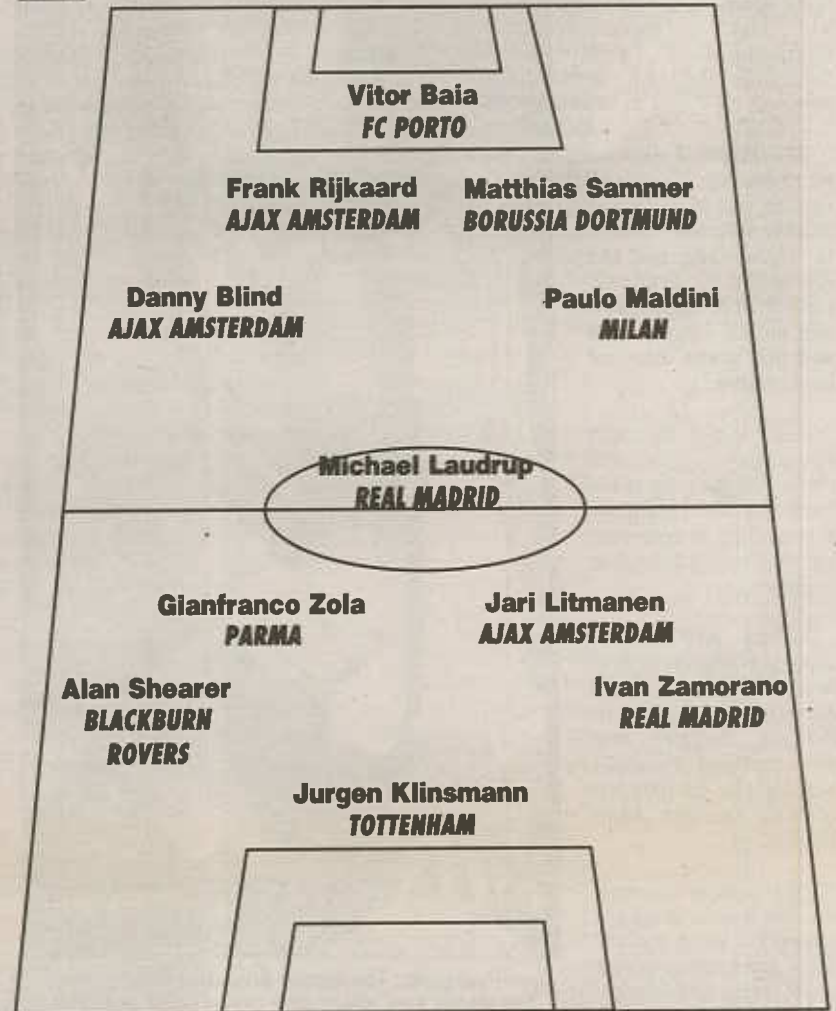 Vitor Baia
FC PORTO
Frank Rijkaard
AJAX AMSTERDAM
Matthias Sammer
BORUSSIA DORTMUND
Danny Blind
AJAX AMSTERDAM
Paulo Maldini
MILAN
Michael Laudrup
REAL MADRID
Gianfranco Zola
PARMA
Jari Litmanen
AJAX AMSTERDAM
Alan Shearer
BLACKBURN
ROVERS
Ivan Zamorano
REAL MADRID
Jurgen Klinsmann
TOTTENHAM